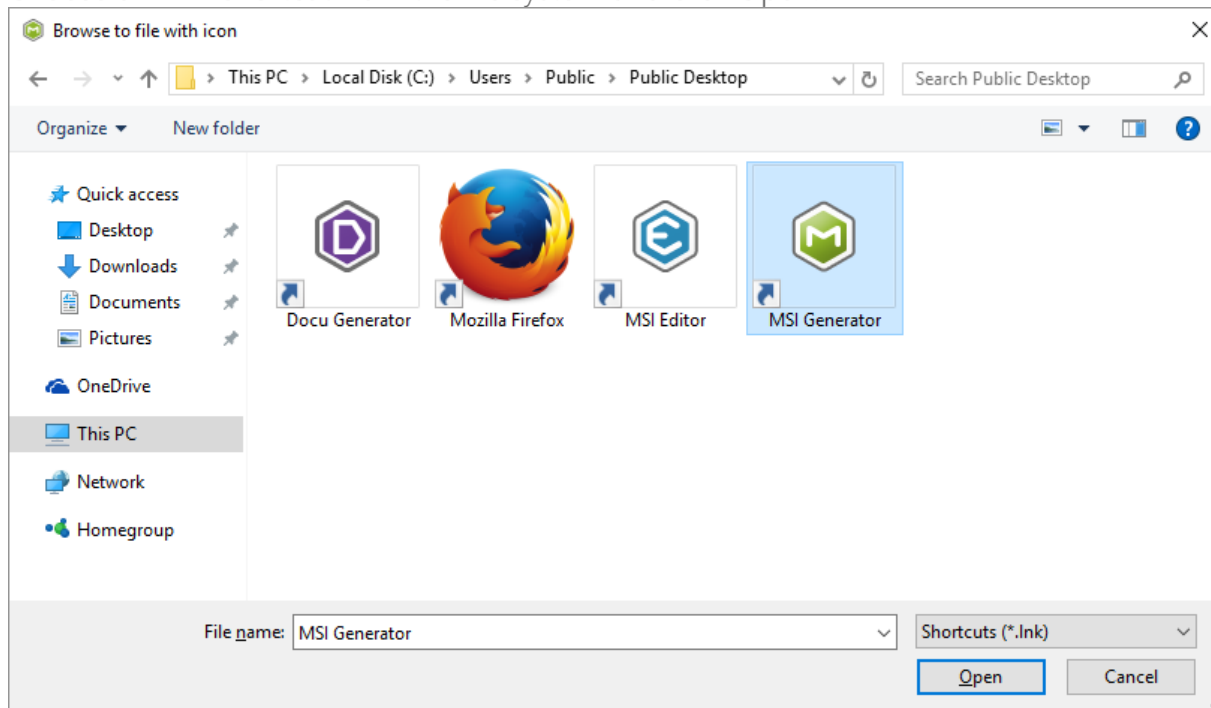 Browse to file with icon
This PC > Local Disk (C:) > Users > Public > Public Desktop
Search Public Desktop
Organize
New folder
Quick access
Desktop
Downloads
Documents
Pictures
OneDrive
This PC
Network
Homegroup
Docu Generator
Mozilla Firefox
MSI Editor
MSI Generator
File name: MSI Generator
Shortcuts (*.lnk)
Open
Cancel